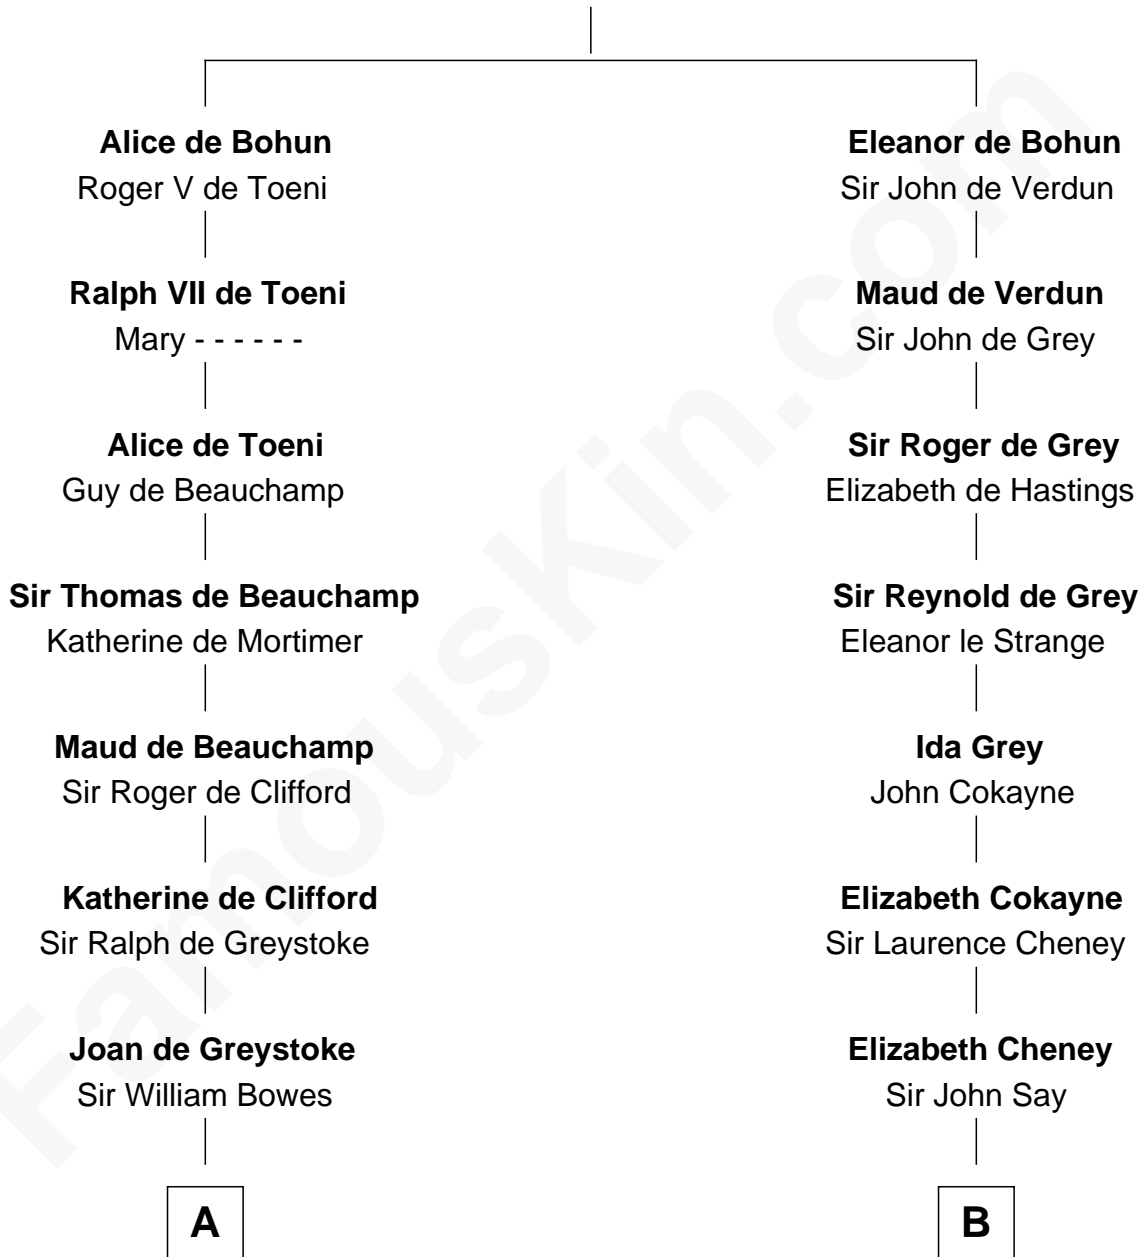 Alice de Bohun
Roger V de Toeni
Ralph VII de Toeni
Mary - - - - - -
Alice de Toeni
Guy de Beauchamp
Sir Thomas de Beauchamp
Katherine de Mortimer
Maud de Beauchamp
Sir Roger de Clifford
Katherine de Clifford
Sir Ralph de Greystoke
Joan de Greystoke
Sir William Bowes
A
Eleanor de Bohun
Sir John de Verdun
Maud de Verdun
Sir John de Grey
Sir Roger de Grey
Elizabeth de Hastings
Sir Reynold de Grey
Eleanor le Strange
Ida Grey
John Cokayne
Elizabeth Cokayne
Sir Laurence Cheney
Elizabeth Cheney
Sir John Say
B
FamousKin.com